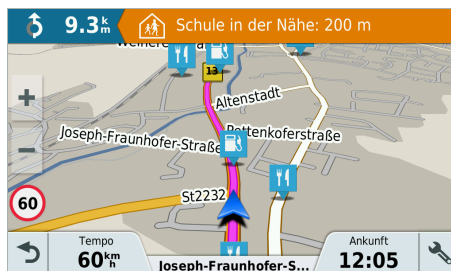 9.3 km
Schule in der Nähe: 200 m
13
Altenstadt
Joseph-Fraunhofer-Straße
Pettenkoferstraße
60
St2232
Tempo
60 km/h
Joseph-Fraunhofer-S...
Ankunft
12:05